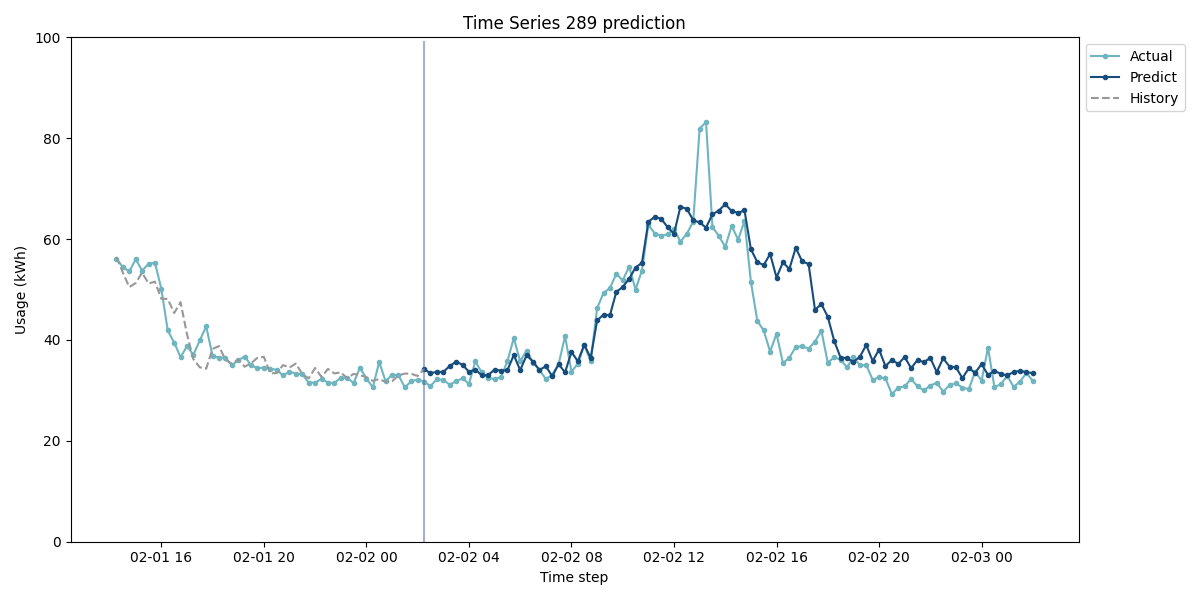 Time Series 289 prediction
100
80
60
40
20
0
Usage (kWh)
02-01 16 02-01 20 02-02 00 02-02 04 02-02 08 02-02 12 02-02 16 02-02 20 02-03 00
Time step
Actual
Predict
History